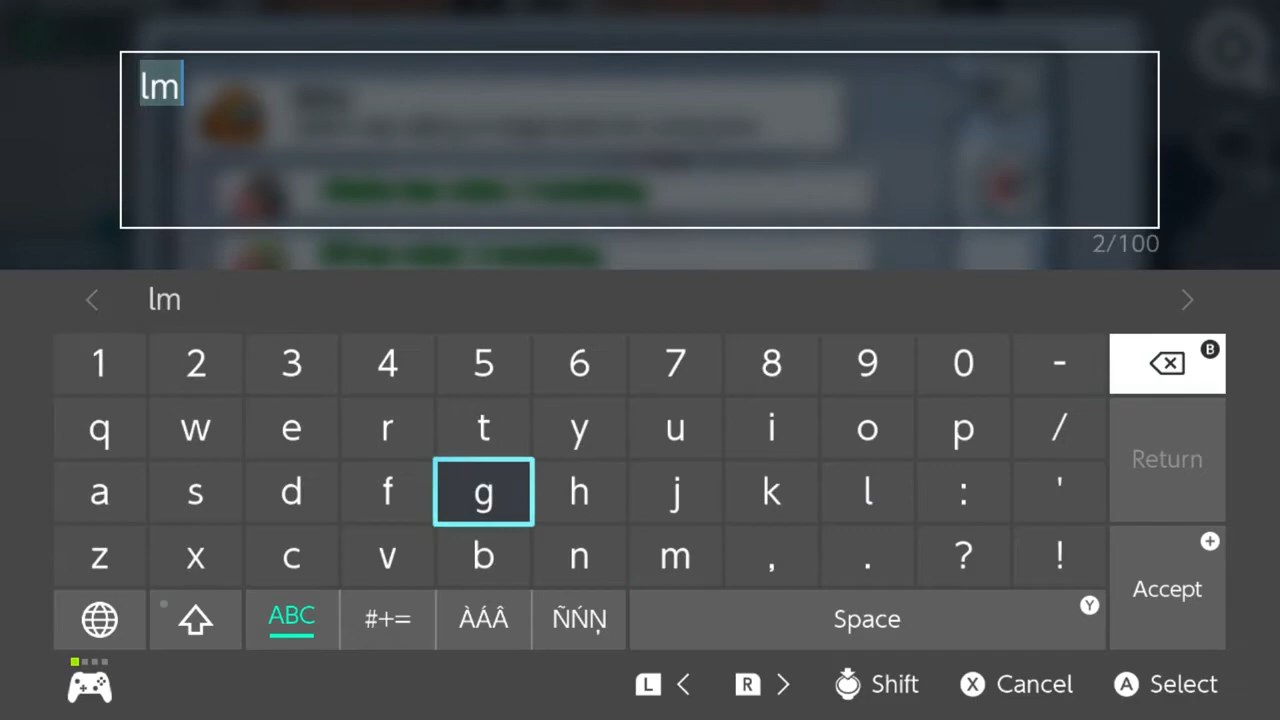 lm
2/100
< lm >
1 2 3 4 5 6 7 8 9 0 - B
q w e r t y u i o p / Return
a s d f g h j k l : '
z x c v b n m , . ? ! + Accept
ABC #+= ÀÁÂ ÑŃŅ Space Y
L < R > Shift X Cancel A Select